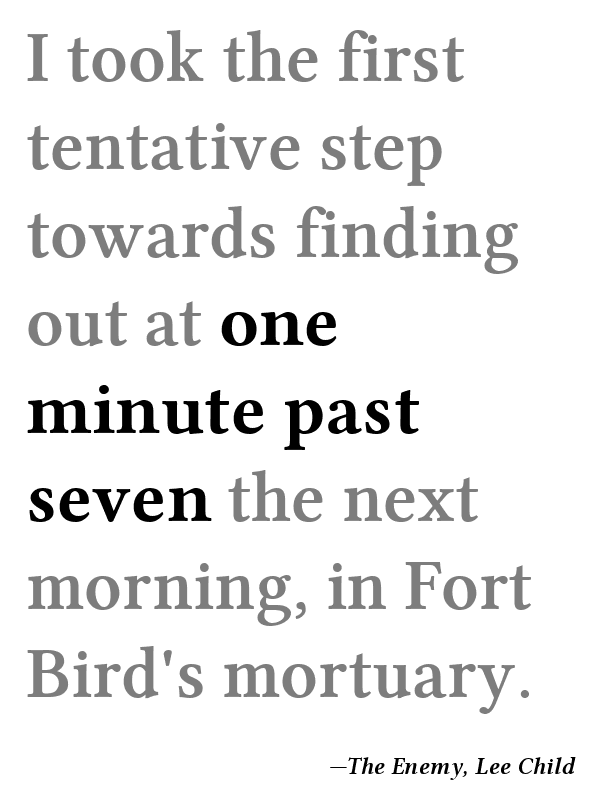 I took the first
tentative step
towards finding
out at one
minute past
seven the next
morning, in Fort
Bird's mortuary.
—The Enemy, Lee Child